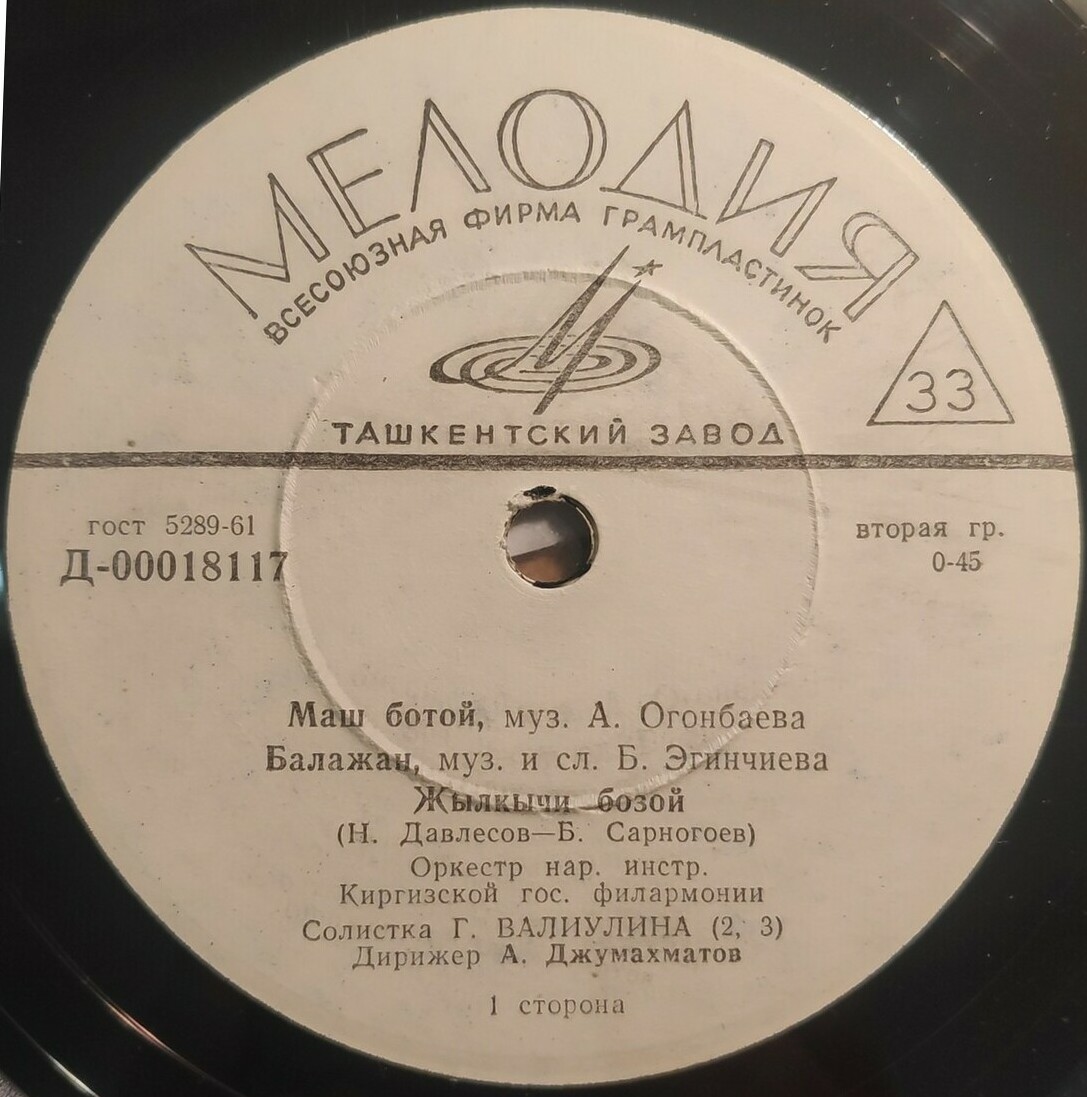 МЕЛОДИЯ
ВСЕСОЮЗНАЯ ФИРМА ГРАМПЛАСТИНОК
33
ТАШКЕНТСКИЙ ЗАВОД
гост 5289-61
Д-00018117
вторая гр.
0-45
Маш ботой, муз. А. Огонбаева
Балажан, муз. и сл. Б. Эгинчиева
Жылкычи бозой
(Н. Давлесов—Б. Сарногоев)
Оркестр нар. инстр.
Киргизской гос. филармонии
Солистка Г. ВАЛИУЛИНА (2, 3)
Дирижер А. Джумахматов
1 сторона